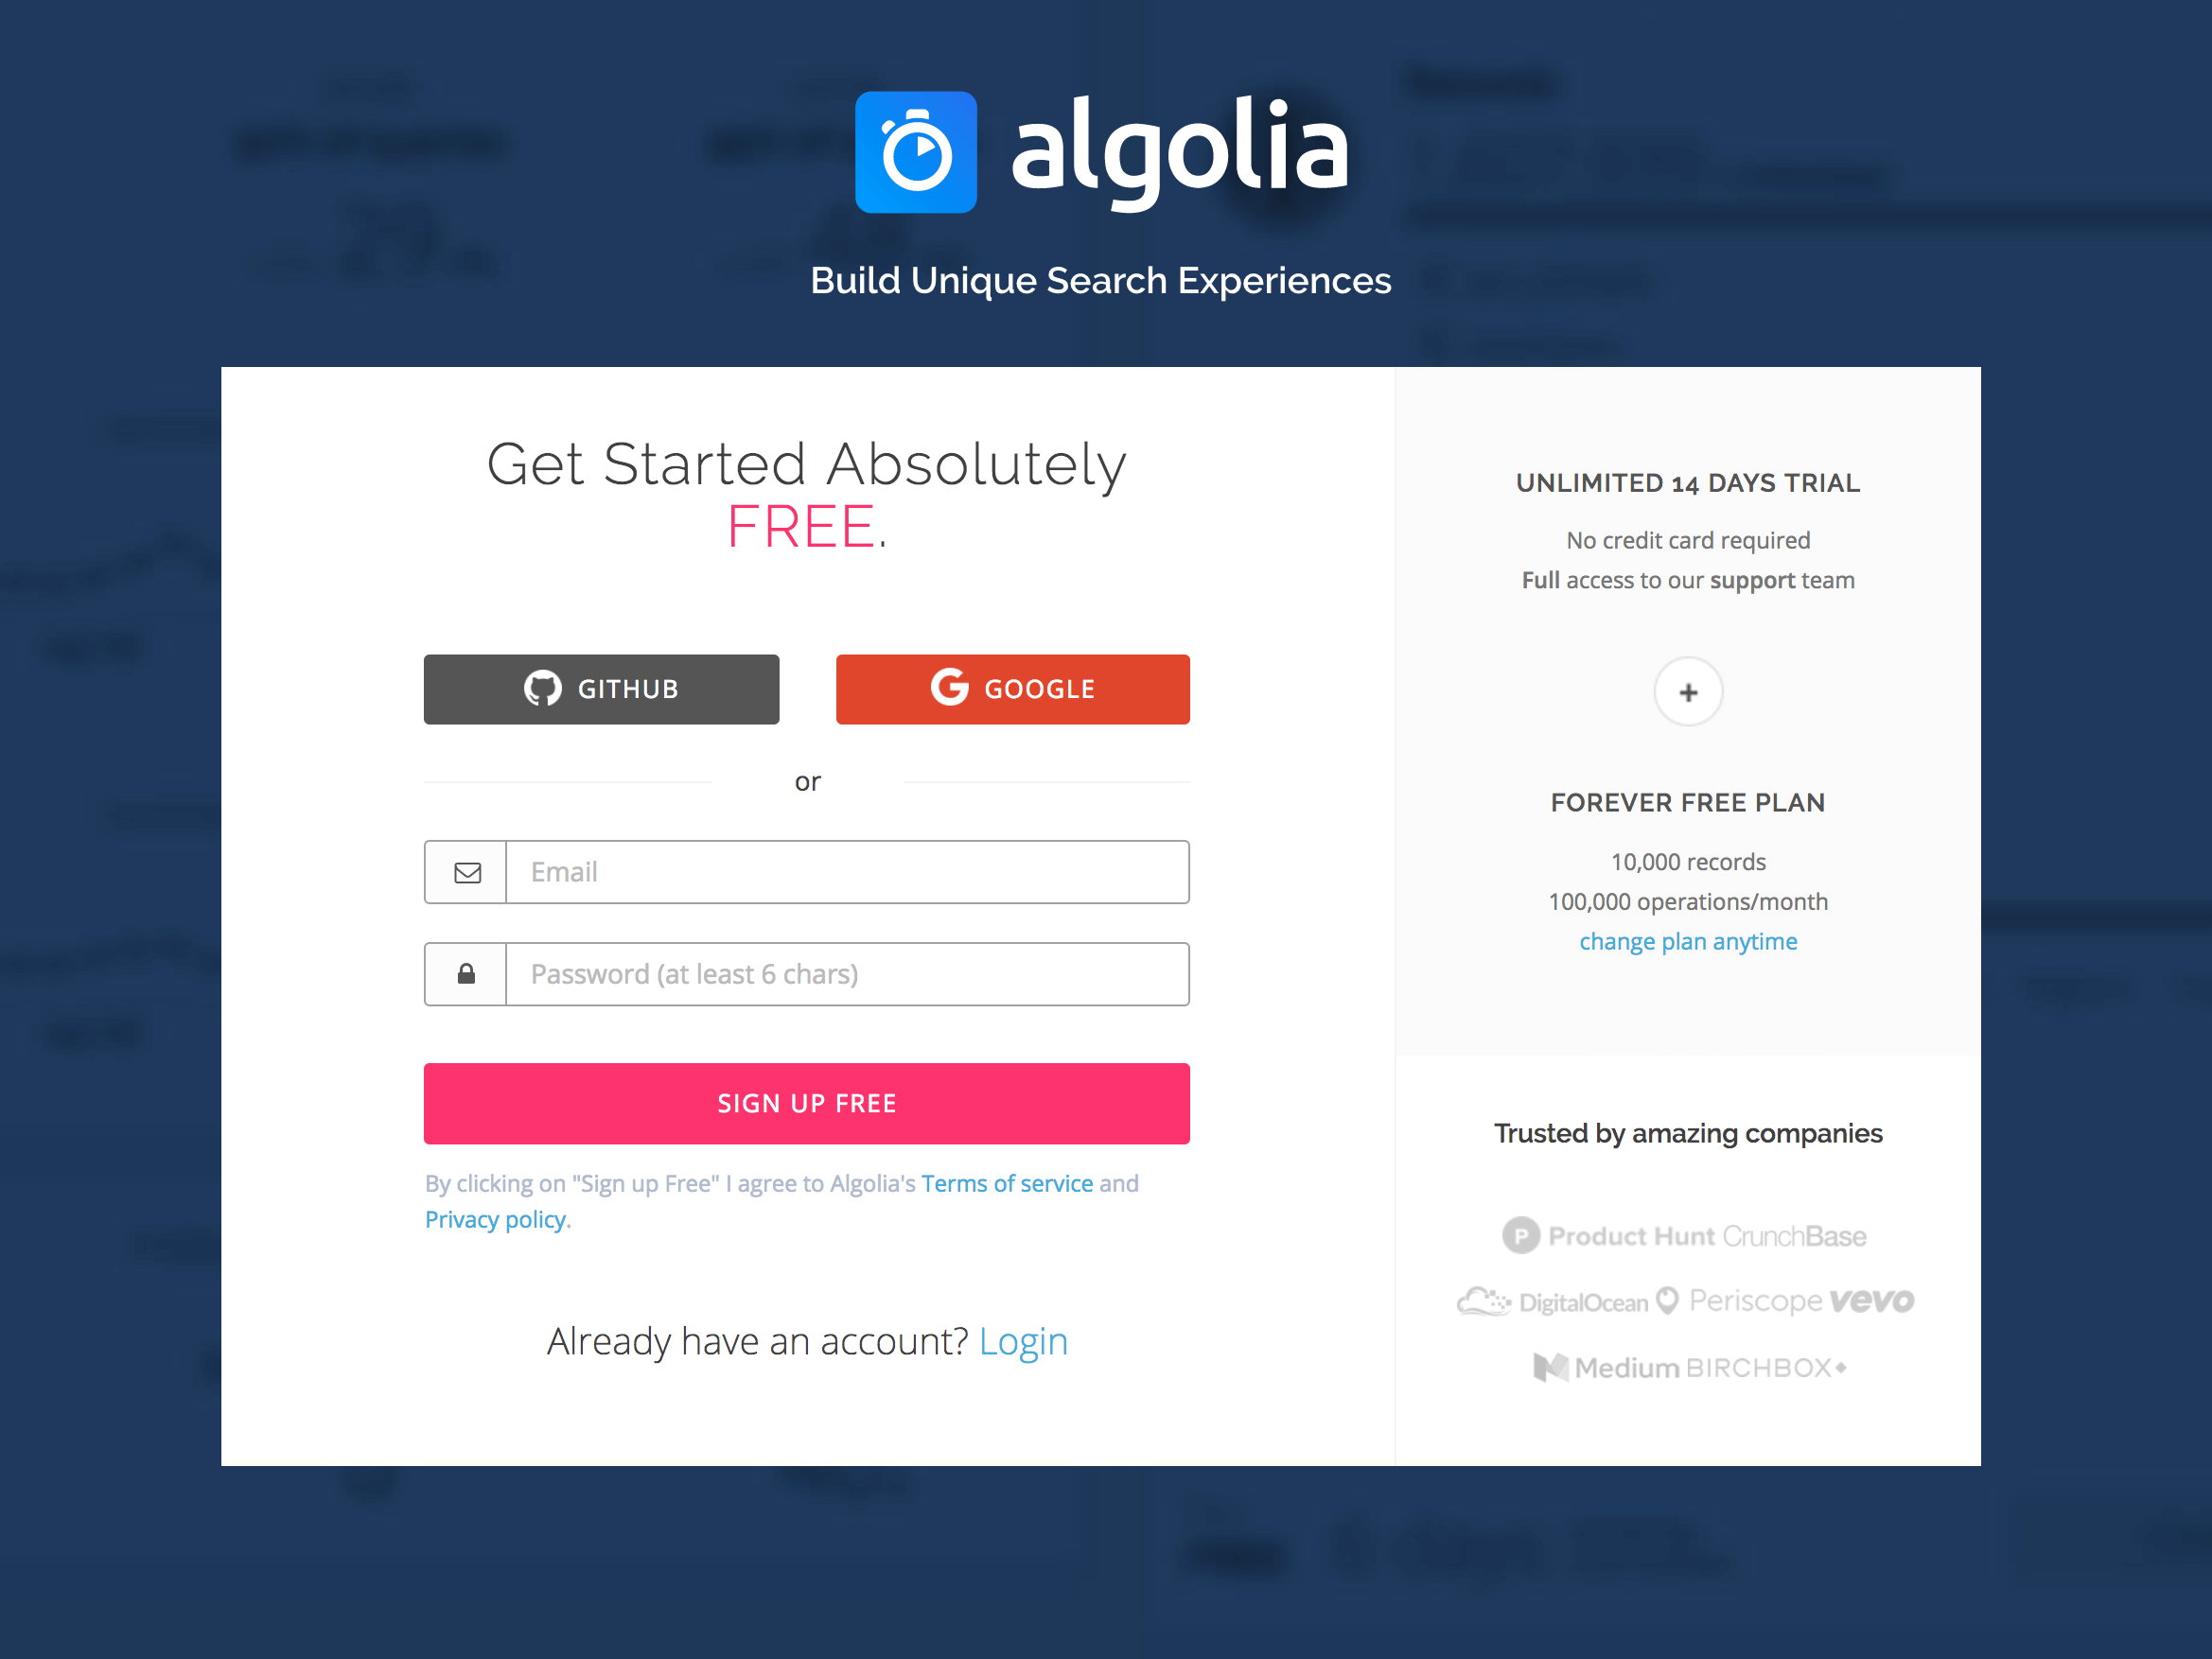 algolia
Build Unique Search Experiences
Get Started Absolutely
FREE.
GITHUB
GOOGLE
or
Email
Password (at least 6 chars)
SIGN UP FREE
By clicking on "Sign up Free" I agree to Algolia's Terms of service and
Privacy policy.
Already have an account? Login
UNLIMITED 14 DAYS TRIAL
No credit card required
Full access to our support team
+
FOREVER FREE PLAN
10,000 records
100,000 operations/month
change plan anytime
Trusted by amazing companies
P Product Hunt CrunchBase
DigitalOcean Periscope vevo
Medium BIRCHBOX